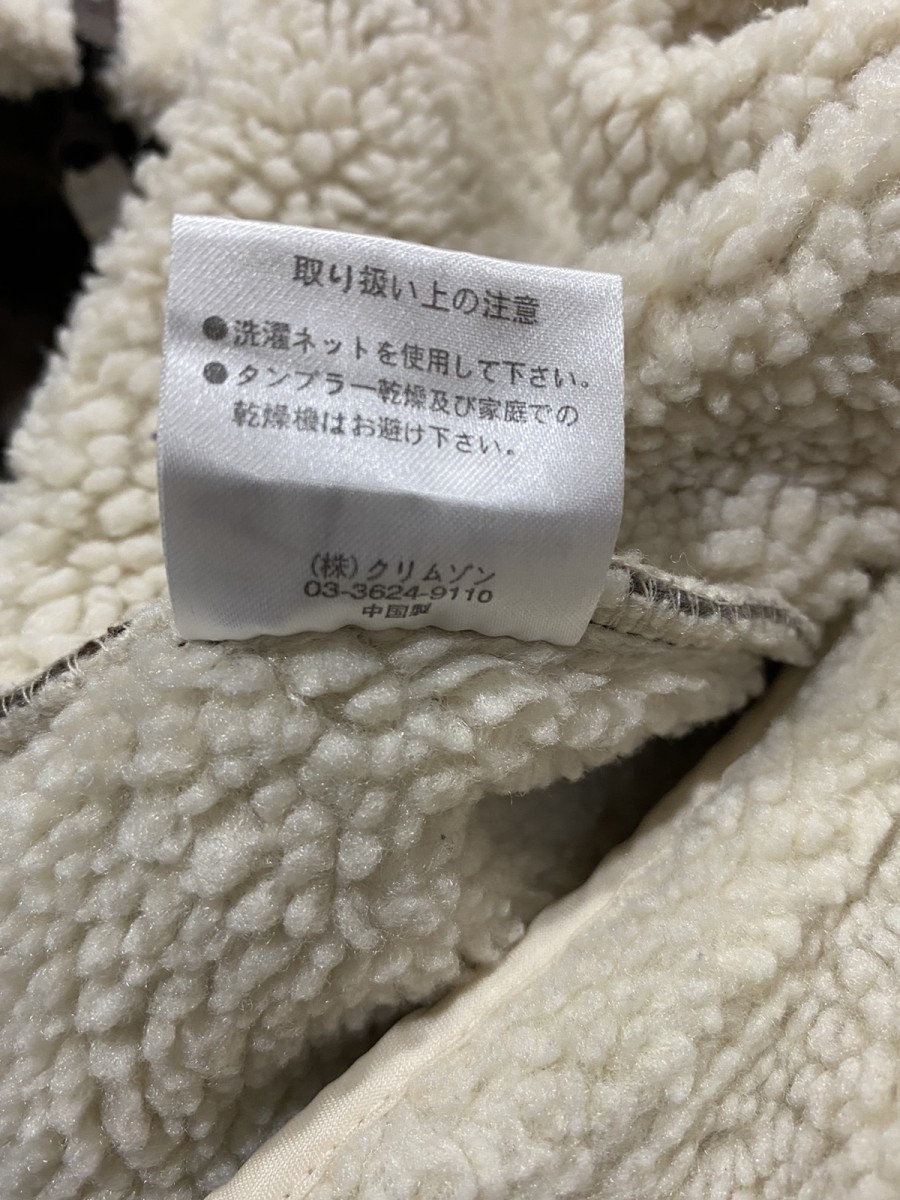 取り扱い上の注意
●洗濯ネットを使用して下さい。
●タンブラー乾燥及び家庭での
乾燥機はお避け下さい。
(株)クリムゾン
03-3624-9110
中国製